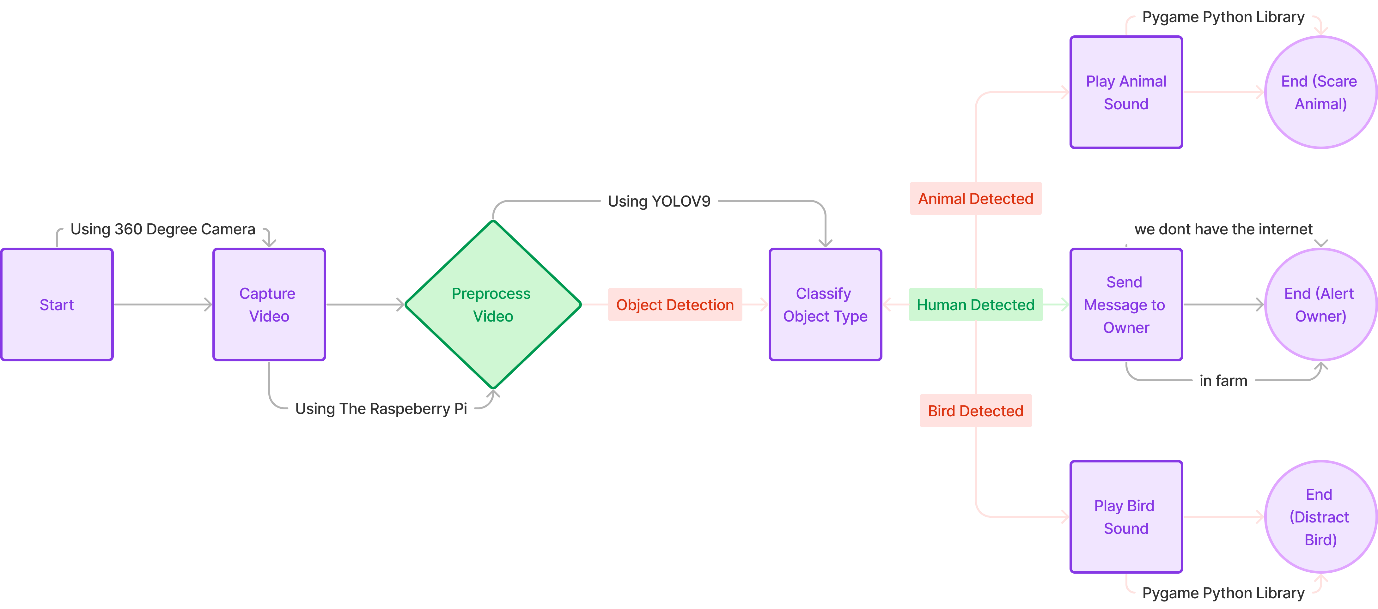 Pygame Python Library
Play Animal
Sound
End (Scare
Animal)
Animal Detected
Using YOLOV9
Using 360 Degree Camera
we dont have the internet
Start
Capture
Video
Preprocess
Video
Object Detection
Classify
Object Type
Human Detected
Send
Message to
Owner
End (Alert
Owner)
in farm
Using The Raspeberry Pi
Bird Detected
Play Bird
Sound
End
(Distract
Bird)
Pygame Python Library